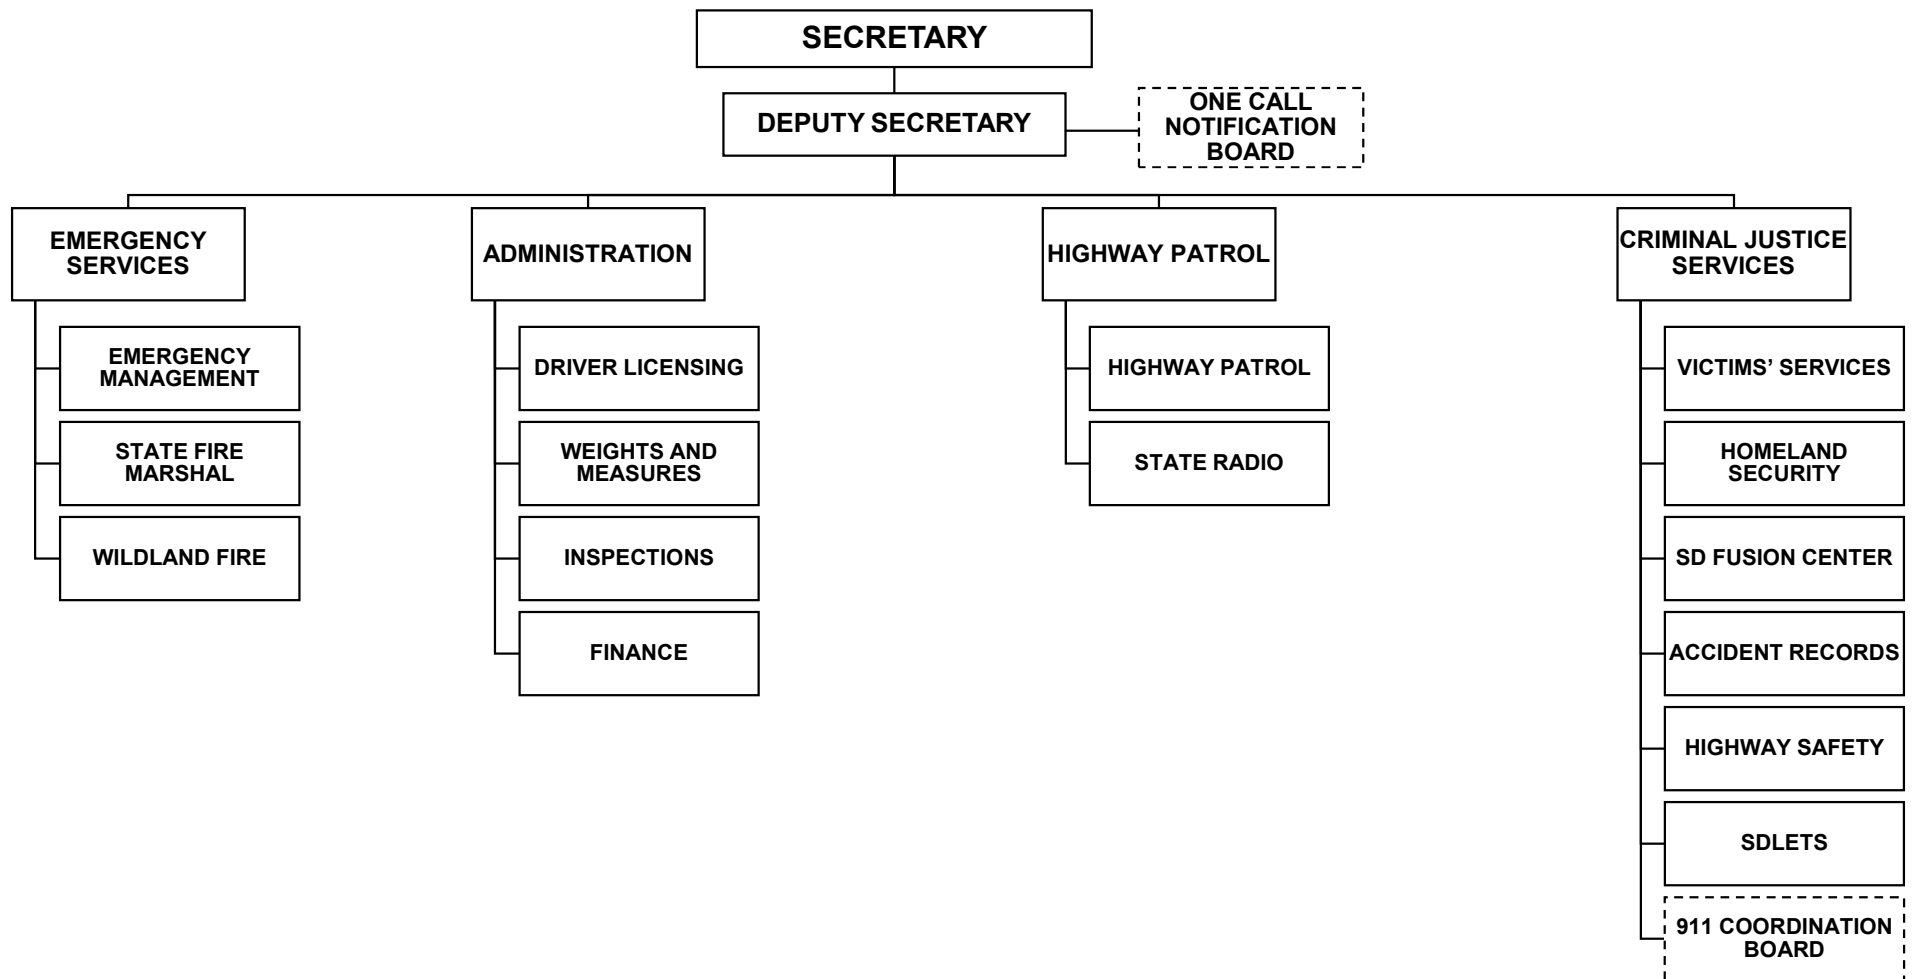 SECRETARY
DEPUTY SECRETARY
ONE CALL
NOTIFICATION
BOARD
EMERGENCY
SERVICES
ADMINISTRATION
HIGHWAY PATROL
CRIMINAL JUSTICE
SERVICES
EMERGENCY
MANAGEMENT
STATE FIRE
MARSHAL
WILDLAND FIRE
DRIVER LICENSING
WEIGHTS AND
MEASURES
INSPECTIONS
FINANCE
HIGHWAY PATROL
STATE RADIO
VICTIMS’ SERVICES
HOMELAND
SECURITY
SD FUSION CENTER
ACCIDENT RECORDS
HIGHWAY SAFETY
SDLETS
911 COORDINATION
BOARD